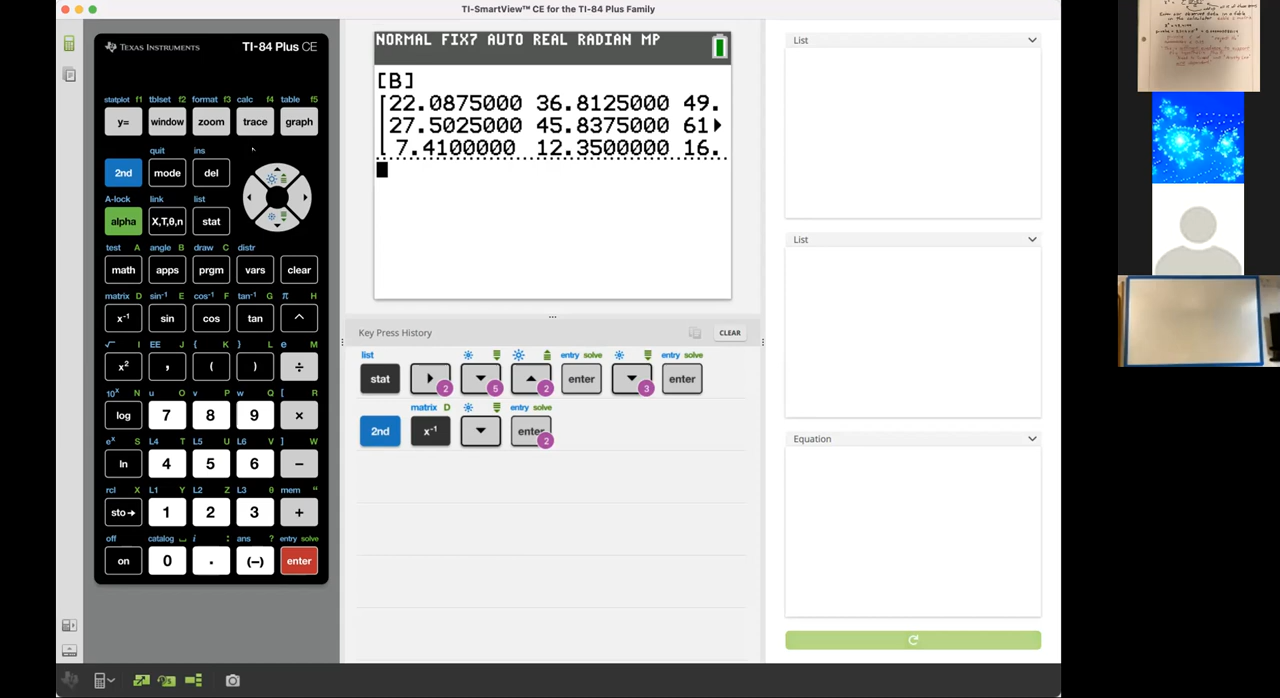 TI-SmartView™ CE for the TI-84 Plus Family
TEXAS INSTRUMENTS TI-84 Plus CE
statplot f1 tblset f2 format f3 calc f4 table f5
y= window zoom trace graph
quit ins
2nd mode del
A-lock link list
alpha X,T,θ,n stat
test A angle B draw C distr
math apps prgm vars clear
matrix D sin⁻¹ E cos⁻¹ F tan⁻¹ G π H
x⁻¹ sin cos tan ^
√ I EE J { K } L e M
x² , ( ) ÷
10ˣ N u O v P w Q [ R
log 7 8 9 ×
eˣ S L4 T L5 U L6 V ] W
ln 4 5 6 −
rcl X L1 Y L2 Z L3 θ mem "
sto→ 1 2 3 +
off catalog ⎵ i : ans ? entry solve
on 0 . (−) enter
NORMAL FIX7 AUTO REAL RADIAN MP
[B]
[22.0875000 36.8125000 49.
27.5025000 45.8375000 61
7.4100000 12.3500000 16.
Key Press History
CLEAR
list entry solve entry solve
stat 2 5 2 enter 3 enter
matrix D entry solve
2nd x⁻¹ enter 2
List
List
Equation